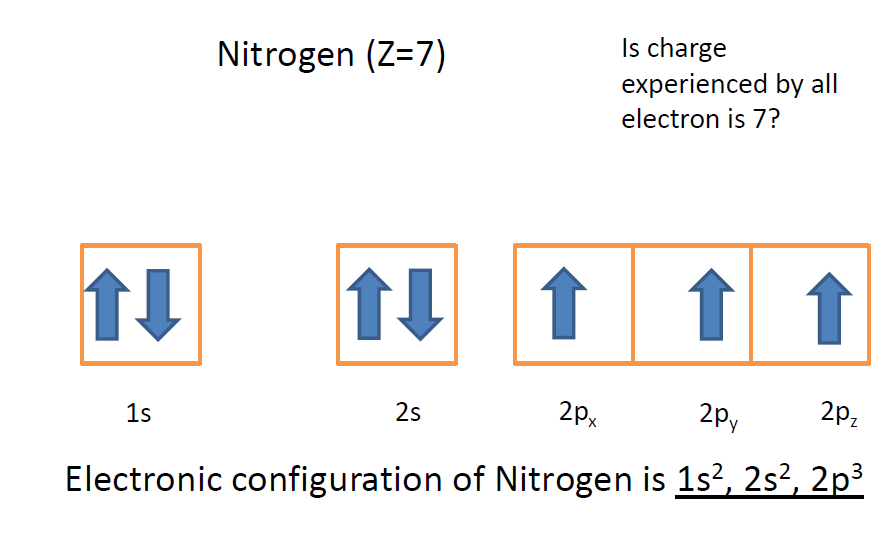 Nitrogen (Z=7)
Is charge
experienced by all
electron is 7?
1s
2s
2px
2py
2pz
Electronic configuration of Nitrogen is 1s², 2s², 2p³